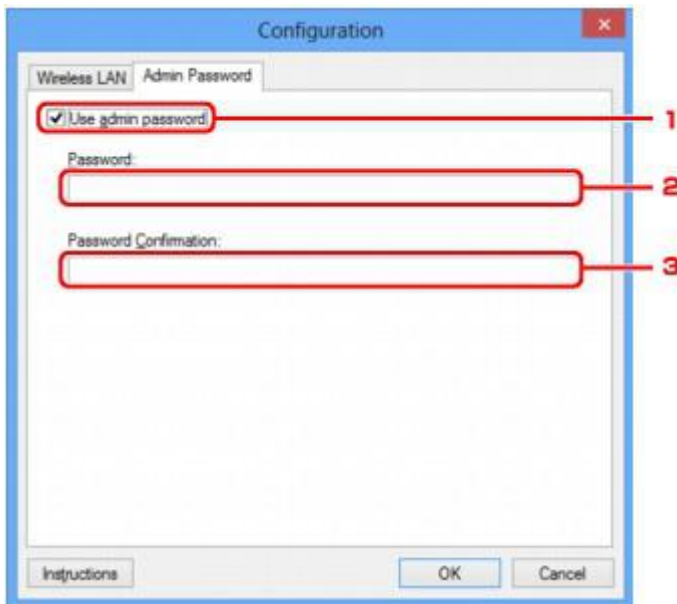 Configuration
Wireless LAN Admin Password
Use admin password 1
Password:
2
Password Confirmation:
3
Instructions OK Cancel